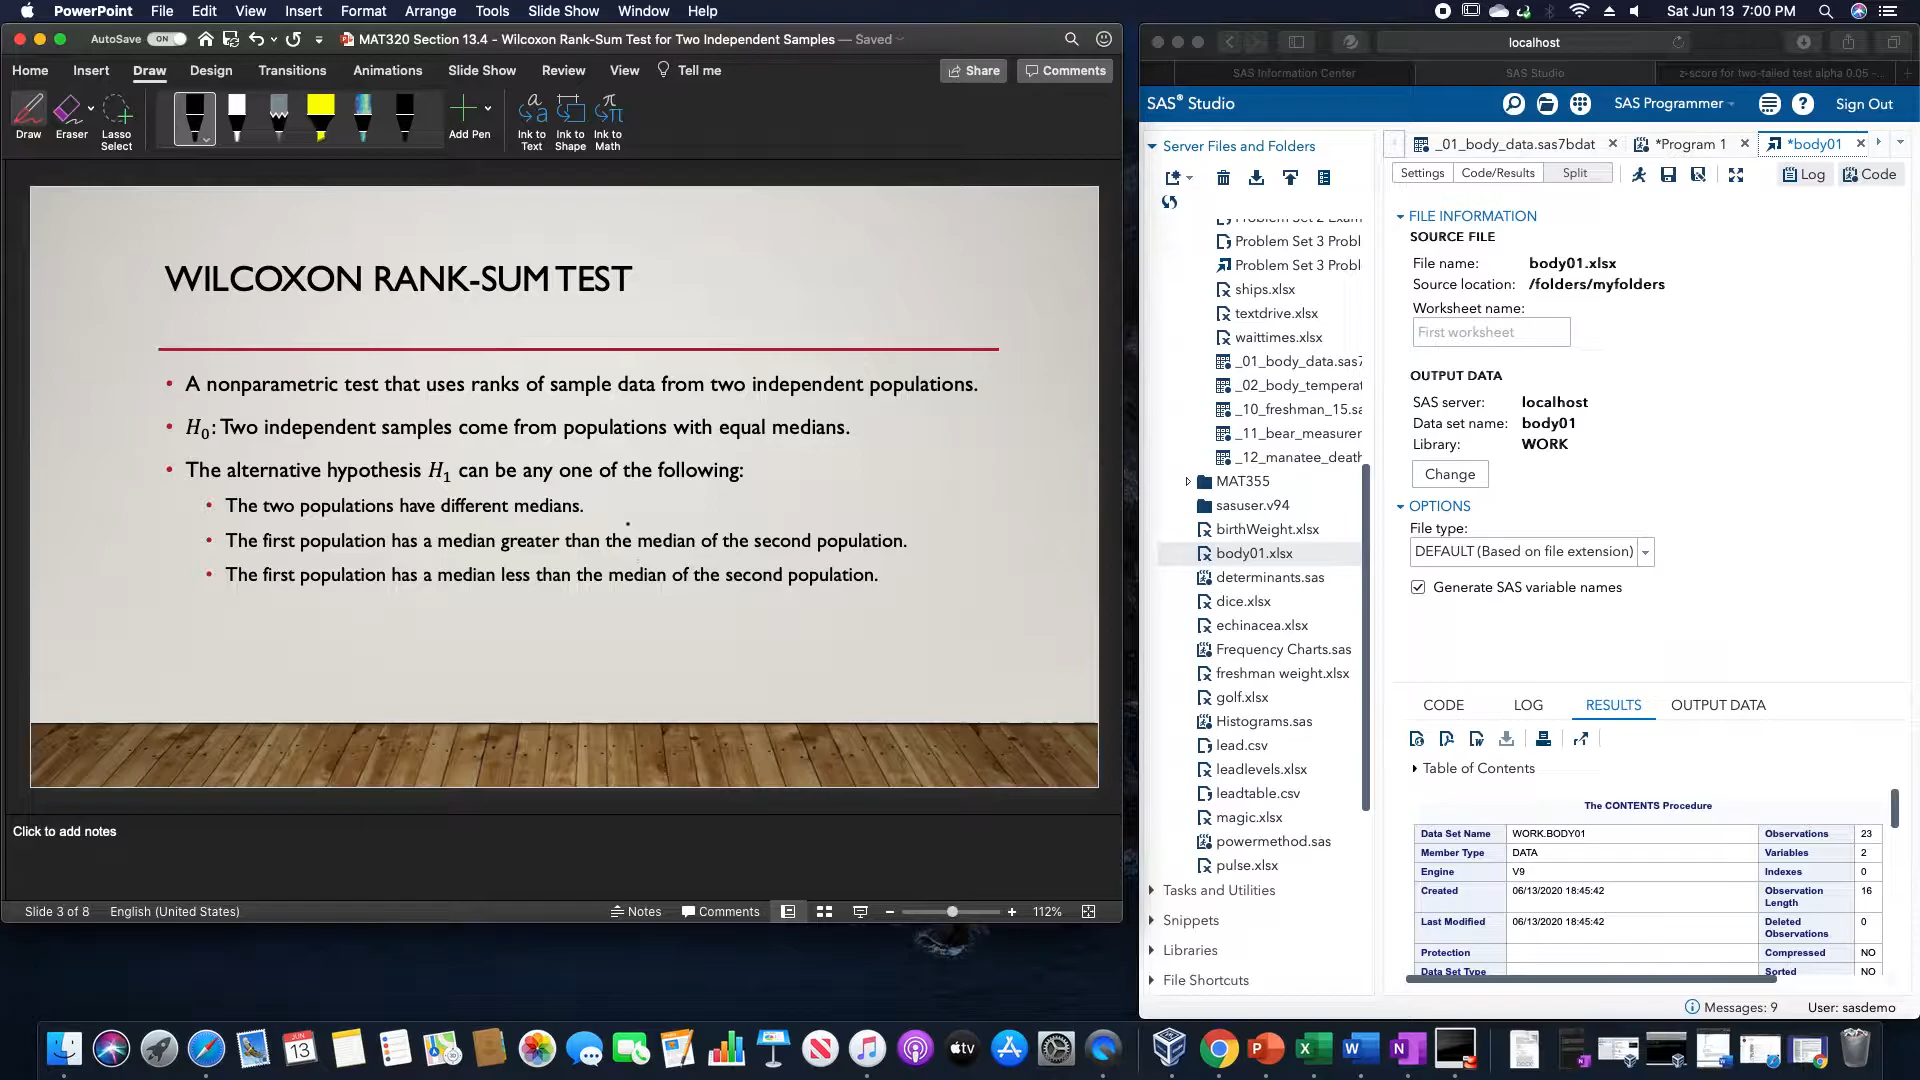 PowerPoint File Edit View Insert Format Arrange Tools Slide Show Window Help
Sat Jun 13 7:00 PM
AutoSave ON
MAT320 Section 13.4 - Wilcoxon Rank-Sum Test for Two Independent Samples — Saved
Home Insert Draw Design Transitions Animations Slide Show Review View Tell me
Share Comments
Draw Eraser Lasso Select
Add Pen
Ink to Text Ink to Shape Ink to Math
WILCOXON RANK-SUM TEST
• A nonparametric test that uses ranks of sample data from two independent populations.
• H₀: Two independent samples come from populations with equal medians.
• The alternative hypothesis H₁ can be any one of the following:
• The two populations have different medians.
• The first population has a median greater than the median of the second population.
• The first population has a median less than the median of the second population.
Click to add notes
Slide 3 of 8 English (United States)
Notes Comments 112%
localhost
SAS Information Center SAS Studio z-score for two-tailed test alpha 0.05 -...
SAS® Studio
SAS Programmer Sign Out
Server Files and Folders
Problem Set 3 Probl
Problem Set 3 Probl
ships.xlsx
textdrive.xlsx
waittimes.xlsx
_01_body_data.sas7
_02_body_temperat
_10_freshman_15.sa
_11_bear_measurer
_12_manatee_death
MAT355
sasuser.v94
birthWeight.xlsx
body01.xlsx
determinants.sas
dice.xlsx
echinacea.xlsx
Frequency Charts.sas
freshman weight.xlsx
golf.xlsx
Histograms.sas
lead.csv
leadlevels.xlsx
leadtable.csv
magic.xlsx
powermethod.sas
pulse.xlsx
Tasks and Utilities
Snippets
Libraries
File Shortcuts
_01_body_data.sas7bdat *Program 1 *body01
Settings Code/Results Split
Log Code
FILE INFORMATION
SOURCE FILE
File name: body01.xlsx
Source location: /folders/myfolders
Worksheet name:
First worksheet
OUTPUT DATA
SAS server: localhost
Data set name: body01
Library: WORK
Change
OPTIONS
File type:
DEFAULT (Based on file extension)
Generate SAS variable names
CODE LOG RESULTS OUTPUT DATA
Table of Contents
The CONTENTS Procedure
Data Set Name WORK.BODY01 Observations 23
Member Type DATA Variables 2
Engine V9 Indexes 0
Created 06/13/2020 18:45:42 Observation Length 16
Last Modified 06/13/2020 18:45:42 Deleted Observations 0
Protection Compressed NO
Data Set Type Sorted NO
Messages: 9 User: sasdemo